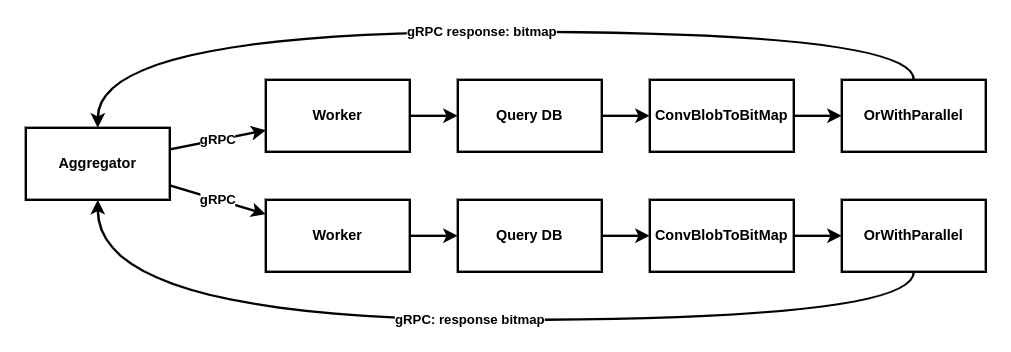 gRPC response: bitmap
Worker
Query DB
ConvBlobToBitMap
OrWithParallel
gRPC
Aggregator
gRPC
Worker
Query DB
ConvBlobToBitMap
OrWithParallel
gRPC: response bitmap